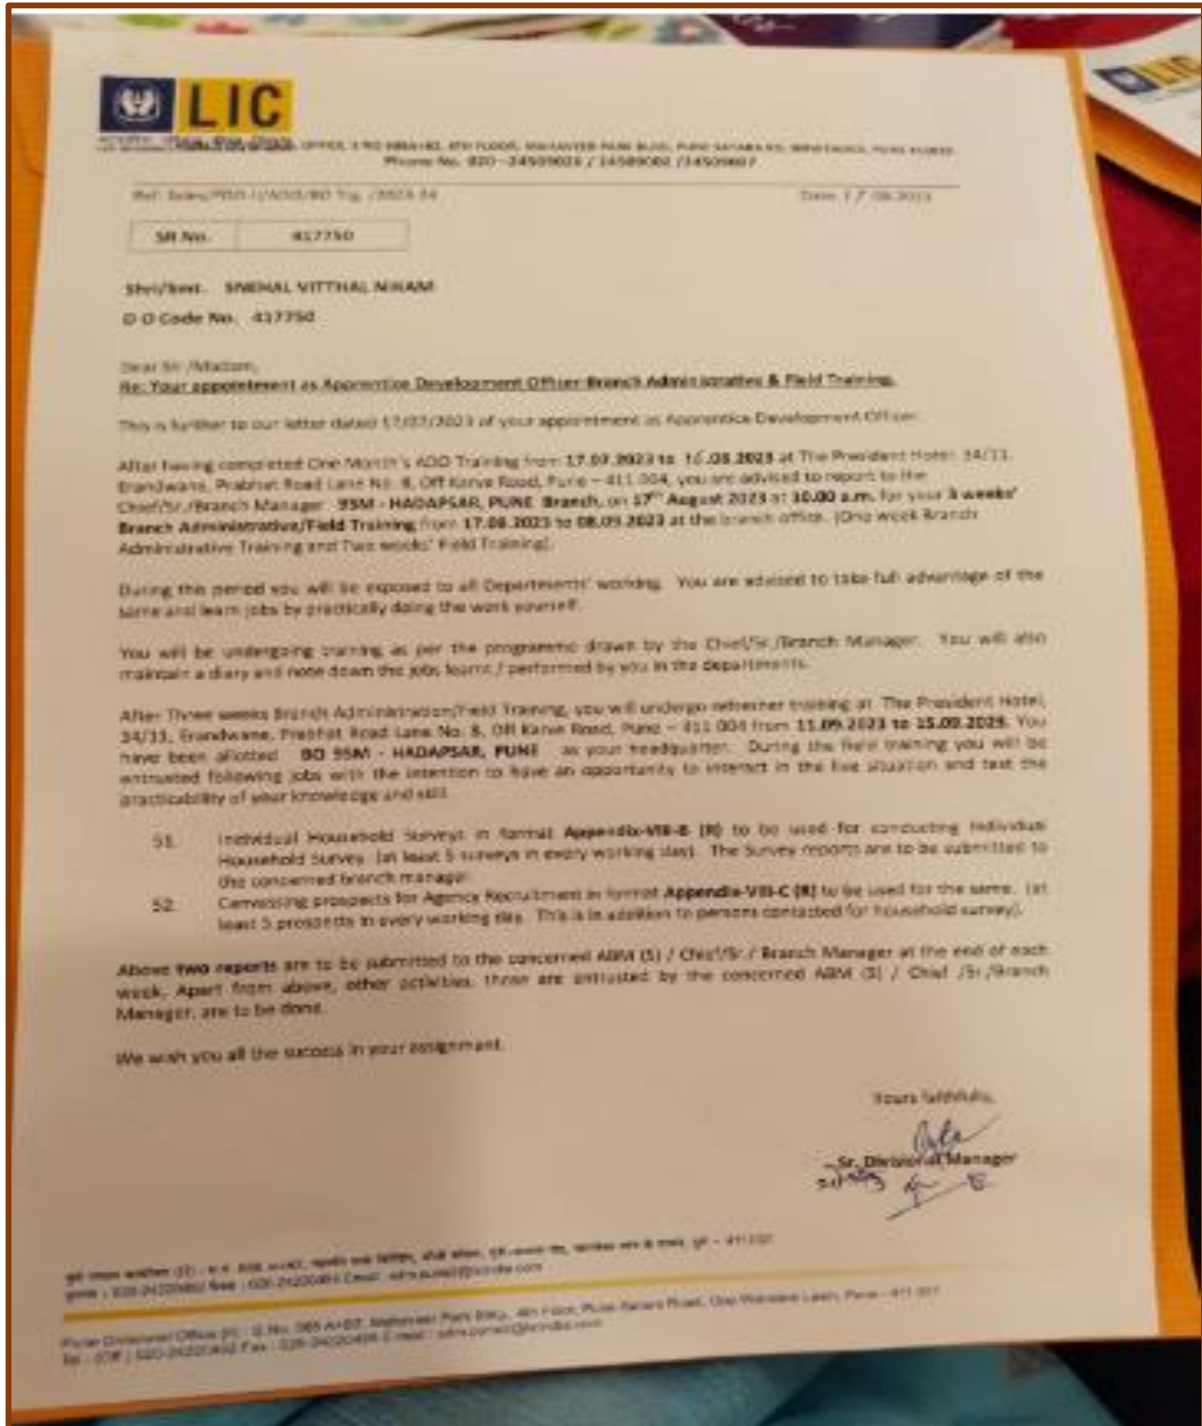 LIC
Phone No. 020 -
SR No. 417750
Shri/Smt. SNEHAL VITTHAL NIKAM
D O Code No. 417750
Dear Sir /Madam,
Re: Your appointment as Apprentice Development Officer-Branch Administrative & Field Training.
This is further to our letter dated 17/07/2023 of your appointment as Apprentice Development Officer.
After having completed One Month's ADO Training from 17.07.2023 to 16.08.2023 at The President Hotel,
Erandwane, Prabhat Road Lane No. 8, Off Karve Road, Pune – 411 004, you are advised to report to the
Chief/Sr./Branch Manager 95M - HADAPSAR, PUNE Branch, on 17th August 2023 at 10.00 a.m. for your 3 weeks'
Branch Administrative/Field Training from 17.08.2023 to 08.09.2023 at the branch office. (One week Branch
Administrative Training and Two weeks' Field Training).
During this period you will be exposed to all Departments' working. You are advised to take full advantage of the
same and learn jobs by practically doing the work yourself.
You will be undergoing training as per the programme drawn by the Chief/Sr./Branch Manager. You will also
maintain a diary and note down the jobs learnt / performed by you in the departments.
After Three weeks Branch Administration/Field Training, you will undergo refresher training at The President Hotel,
Erandwane, Prabhat Road Lane No. 8, Off Karve Road, Pune – 411 004 from 11.09.2023 to 15.09.2023. You
have been allotted BO 95M - HADAPSAR, PUNE as your headquarter. During the field training you will be
entrusted following jobs with the intention to have an opportunity to interact in the live situation and test the
practicability of your knowledge and skill.
51. Individual Household Surveys in format Appendix-VIII-B (R) to be used for conducting Individual
Household Survey (at least 5 surveys in every working day). The Survey reports are to be submitted to
the concerned branch manager
52. Canvassing prospects for Agency Recruitment in format Appendix-VIII-C (R) to be used for the same. (at
least 5 prospects in every working day. This is in addition to persons contacted for household survey).
Above two reports are to be submitted to the concerned ABM (S) / Chief/Sr./ Branch Manager at the end of each
week. Apart from above, other activities, those are entrusted by the concerned ABM (S) / Chief /Sr./Branch
Manager, are to be done.
We wish you all the success in your assignment.
Yours faithfully,
Sr. Divisional Manager